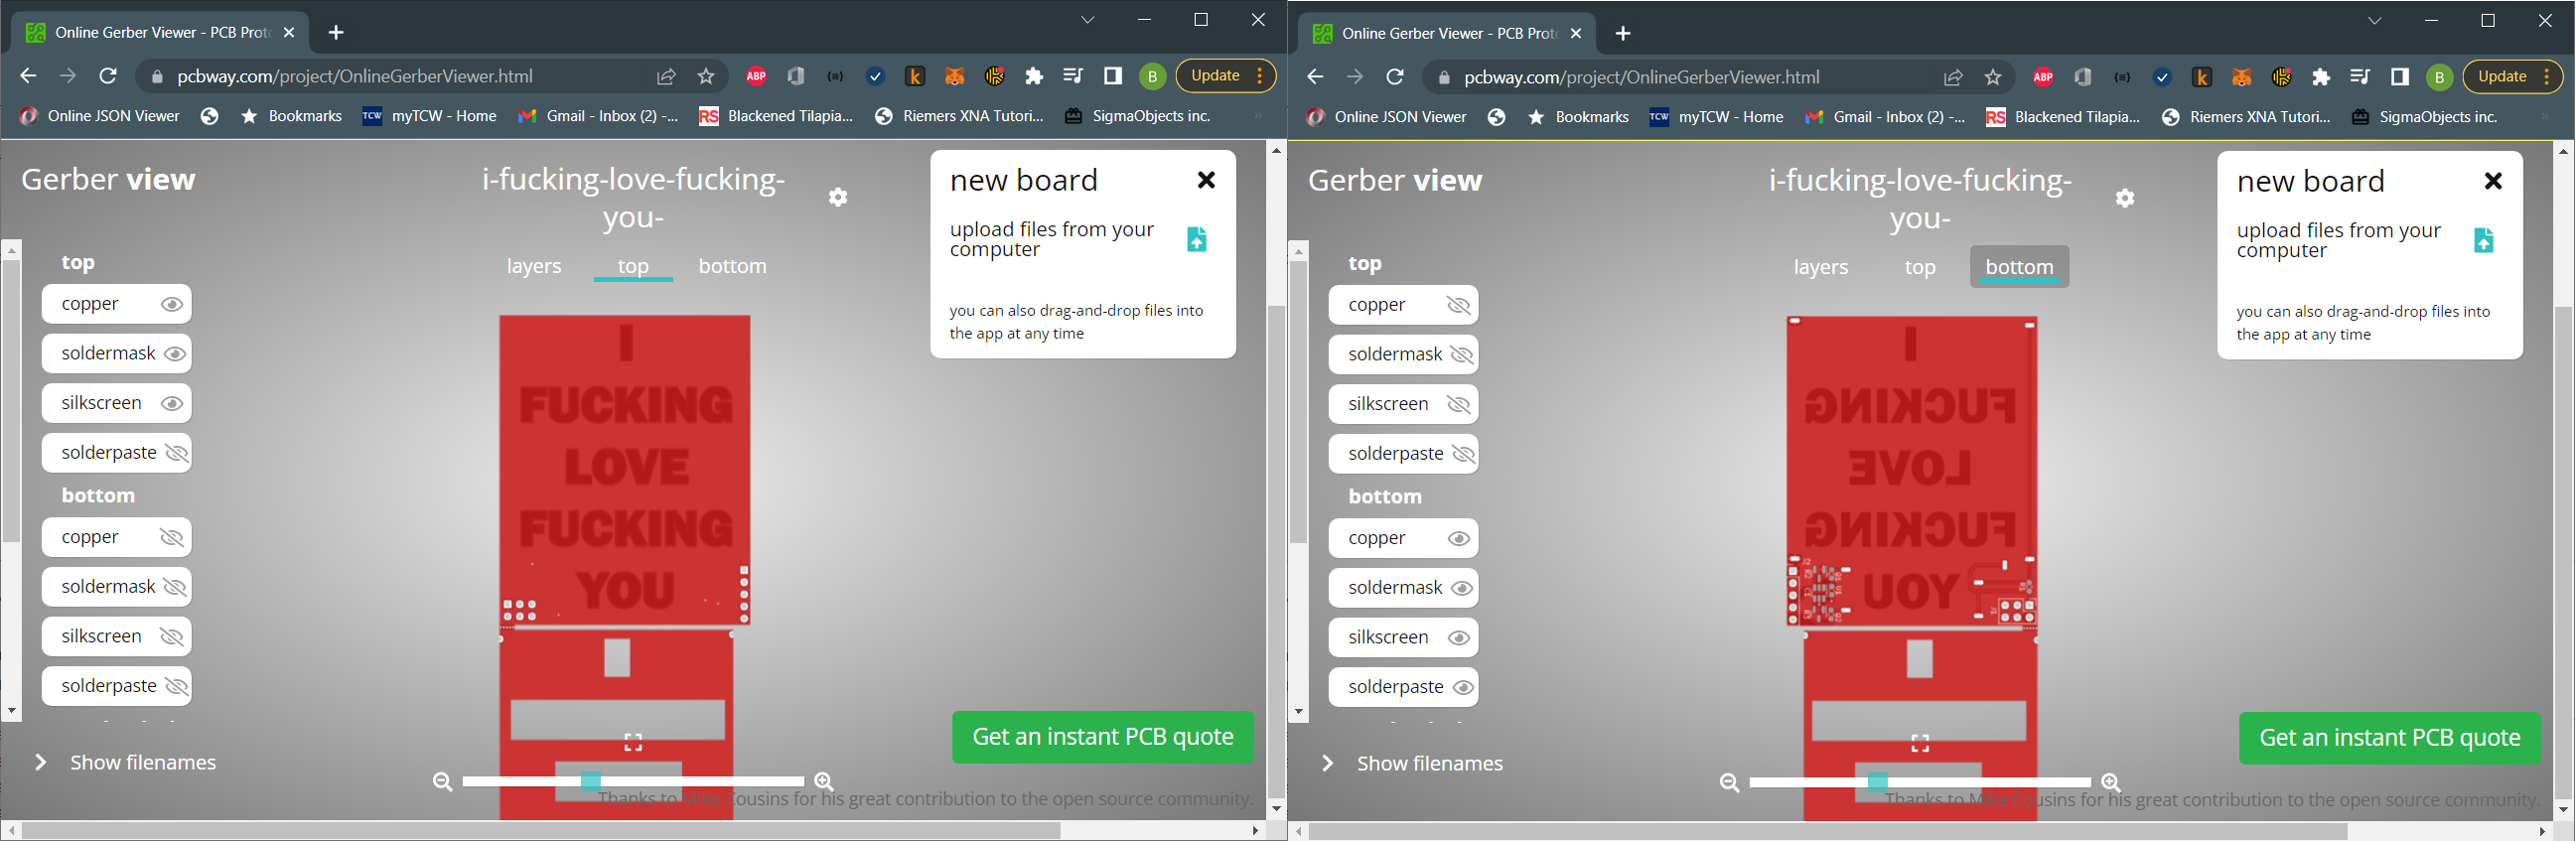 Online Gerber Viewer - PCB Prot
pcbway.com/project/OnlineGerberViewer.html
ABP
B
Update
Online JSON Viewer
Bookmarks
TCW myTCW - Home
Gmail - Inbox (2) -...
RS Blackened Tilapia...
Riemers XNA Tutori...
SigmaObjects inc.
Gerber view
i-fucking-love-fucking-
you-
new board
upload files from your
computer
you can also drag-and-drop files into
the app at any time
layers
top
bottom
top
copper
soldermask
silkscreen
solderpaste
bottom
copper
soldermask
silkscreen
solderpaste
I
FUCKING
LOVE
FUCKING
YOU
Get an instant PCB quote
Show filenames
Thanks to Mike Cousins for his great contribution to the open source community.
Online Gerber Viewer - PCB Prot
pcbway.com/project/OnlineGerberViewer.html
ABP
B
Update
Online JSON Viewer
Bookmarks
TCW myTCW - Home
Gmail - Inbox (2) -...
RS Blackened Tilapia...
Riemers XNA Tutori...
SigmaObjects inc.
Gerber view
i-fucking-love-fucking-
you-
new board
upload files from your
computer
you can also drag-and-drop files into
the app at any time
layers
top
bottom
top
copper
soldermask
silkscreen
solderpaste
bottom
copper
soldermask
silkscreen
solderpaste
I
FUCKING
LOVE
FUCKING
YOU
Get an instant PCB quote
Show filenames
Thanks to Mike Cousins for his great contribution to the open source community.